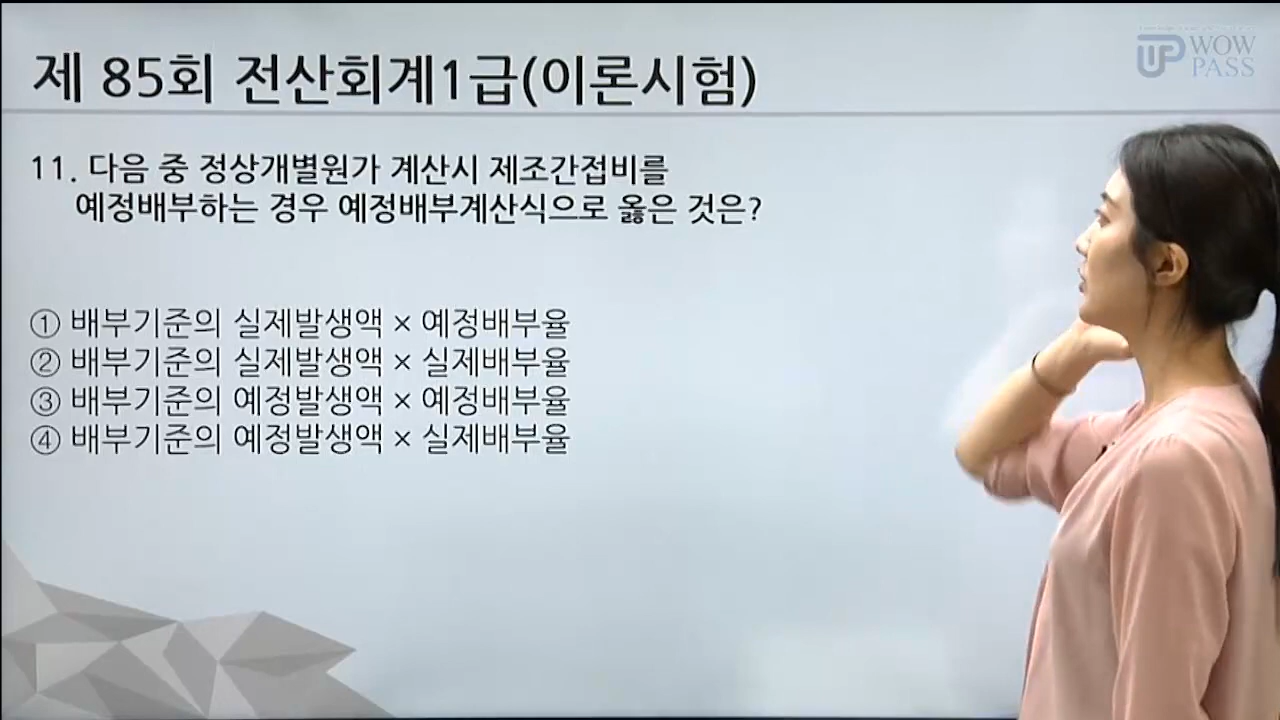 UP WOW
PASS
제 85회 전산회계1급(이론시험)
11. 다음 중 정상개별원가 계산시 제조간접비를
예정배부하는 경우 예정배부계산식으로 옳은 것은?
① 배부기준의 실제발생액 × 예정배부율
② 배부기준의 실제발생액 × 실제배부율
③ 배부기준의 예정발생액 × 예정배부율
④ 배부기준의 예정발생액 × 실제배부율